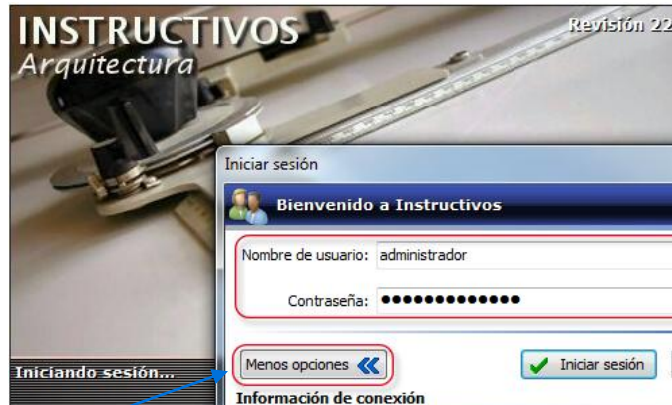 INSTRUCTIVOS
Arquitectura
Revisión 22
Iniciar sesión
Bienvenido a Instructivos
Nombre de usuario: administrador
Contraseña: ●●●●●●●●●●●●●
Menos opciones
Iniciar sesión
Iniciando sesión...
Información de conexión